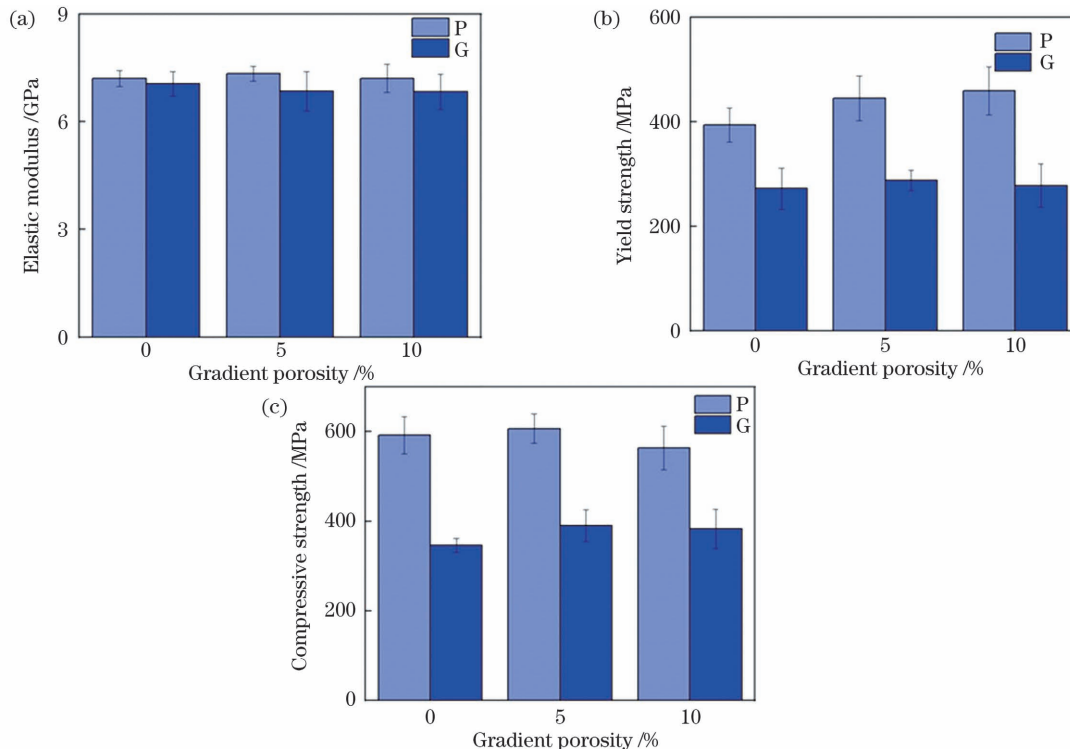 (a)
9
6
3
0
Elastic modulus /GPa
P
G
0 5 10
Gradient porosity /%
(b)
600
400
200
0
Yield strength /MPa
P
G
0 5 10
Gradient porosity /%
(c)
600
400
200
0
Compressive strength /MPa
P
G
0 5 10
Gradient porosity /%